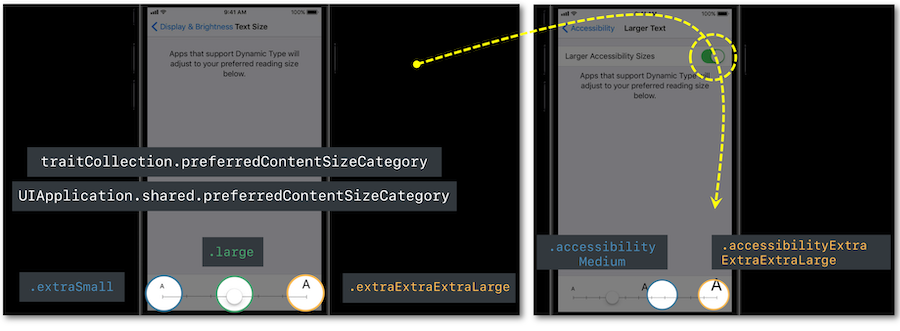 9:41 AM
Display & Brightness Text Size
Apps that support Dynamic Type will
adjust to your preferred reading size
below.
traitCollection.preferredContentSizeCategory
UIApplication.shared.preferredContentSizeCategory
.large
.extraSmall
A
A
.extraExtraExtraLarge
Accessibility Larger Text
Larger Accessibility Sizes
Apps that support Dynamic Type will
adjust to your preferred reading size
below.
.accessibility
Medium
.accessibilityExtra
ExtraExtraLarge
A
A